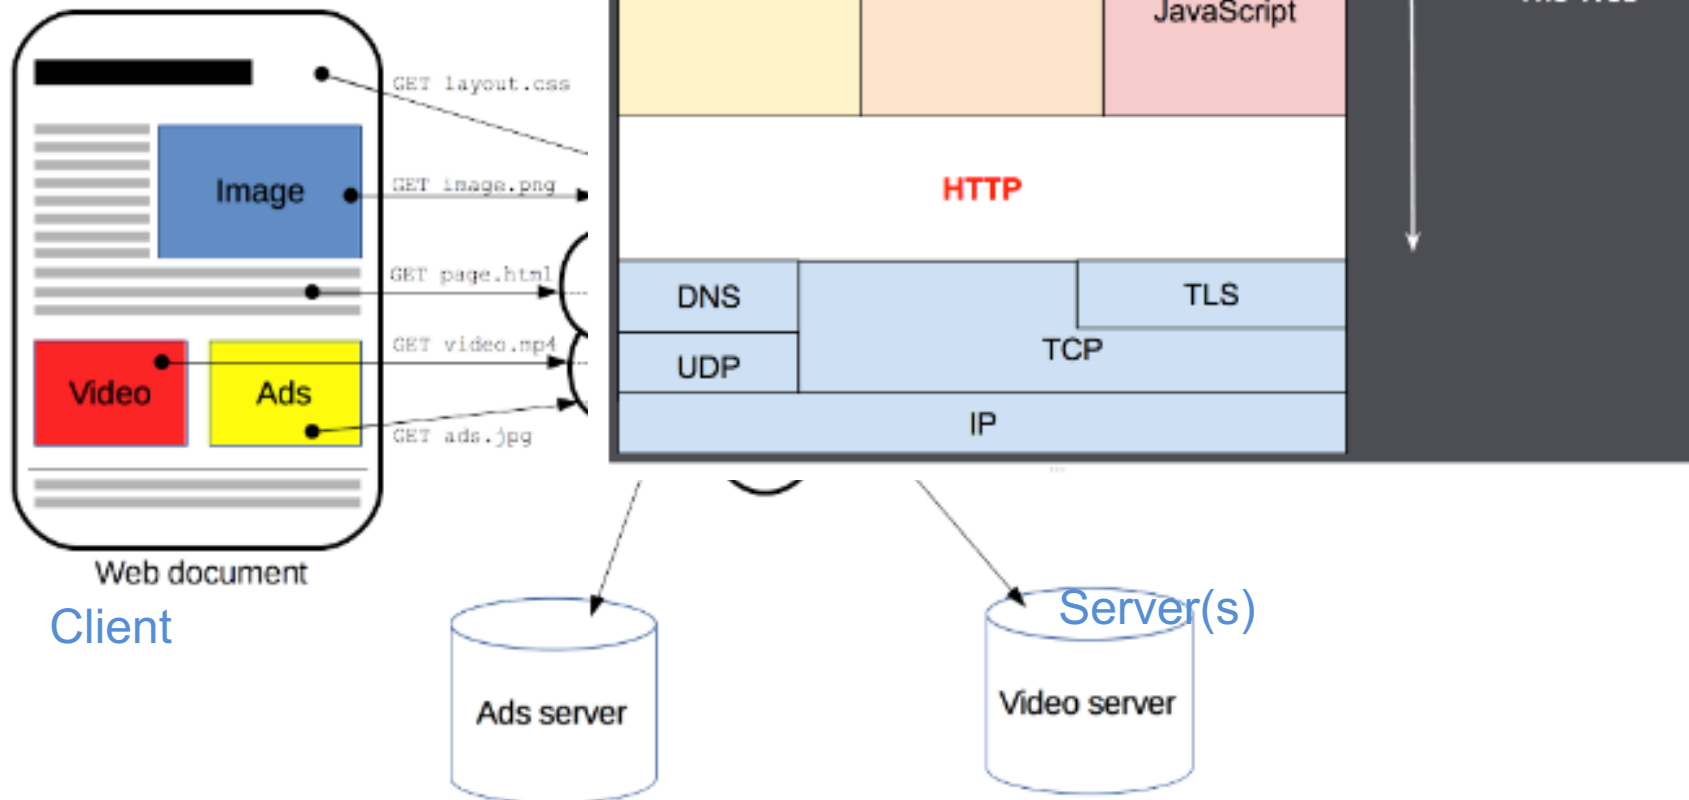 GET layout.css
Image
GET image.png
GET page.html
GET video.mp4
Video
Ads
GET ads.jpg
Web document
Client
JavaScript
HTTP
DNS
TLS
UDP
TCP
IP
Ads server
Server(s)
Video server